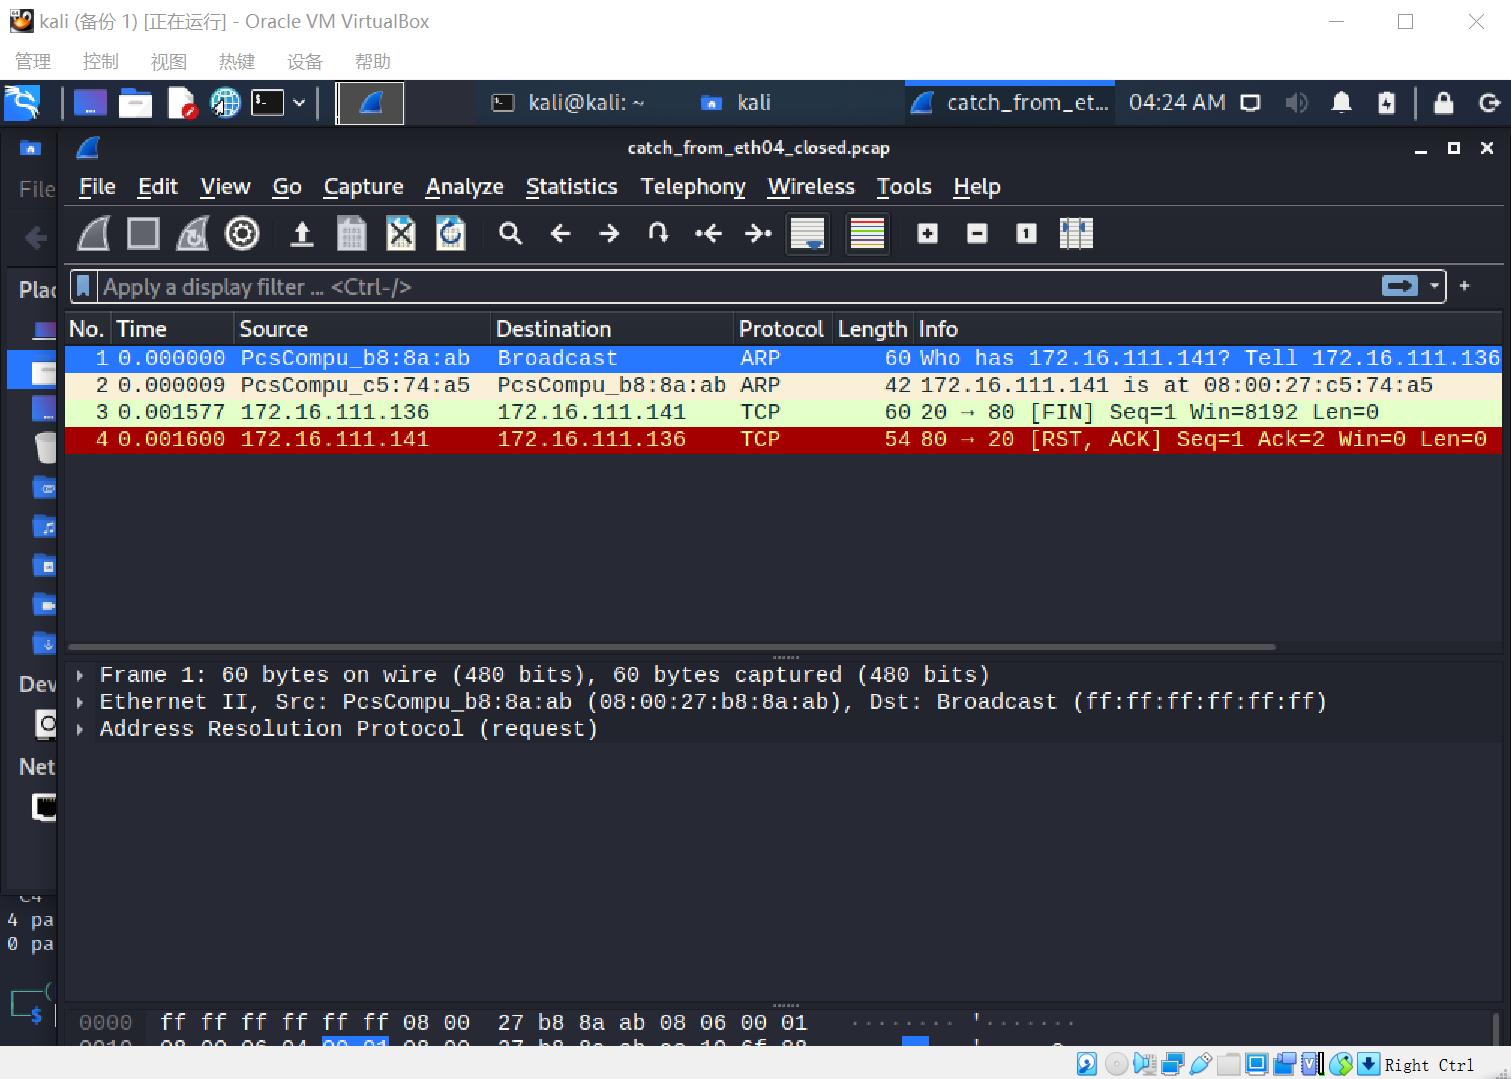 kali (备份 1) [正在运行] - Oracle VM VirtualBox
管理 控制 视图 热键 设备 帮助
kali@kali: ~ kali catch_from_et... 04:24 AM
catch_from_eth04_closed.pcap
File
File Edit View Go Capture Analyze Statistics Telephony Wireless Tools Help
Apply a display filter ... <Ctrl-/>
Plac
No. Time Source Destination Protocol Length Info
1 0.000000 PcsCompu_b8:8a:ab Broadcast ARP 60 Who has 172.16.111.141? Tell 172.16.111.136
2 0.000009 PcsCompu_c5:74:a5 PcsCompu_b8:8a:ab ARP 42 172.16.111.141 is at 08:00:27:c5:74:a5
3 0.001577 172.16.111.136 172.16.111.141 TCP 60 20 → 80 [FIN] Seq=1 Win=8192 Len=0
4 0.001600 172.16.111.141 172.16.111.136 TCP 54 80 → 20 [RST, ACK] Seq=1 Ack=2 Win=0 Len=0
Frame 1: 60 bytes on wire (480 bits), 60 bytes captured (480 bits)
Dev
Ethernet II, Src: PcsCompu_b8:8a:ab (08:00:27:b8:8a:ab), Dst: Broadcast (ff:ff:ff:ff:ff:ff)
Address Resolution Protocol (request)
Net
4 pa
0 pa
$
0000 ff ff ff ff ff ff 08 00 27 b8 8a ab 08 06 00 01 ········ '·······
Right Ctrl